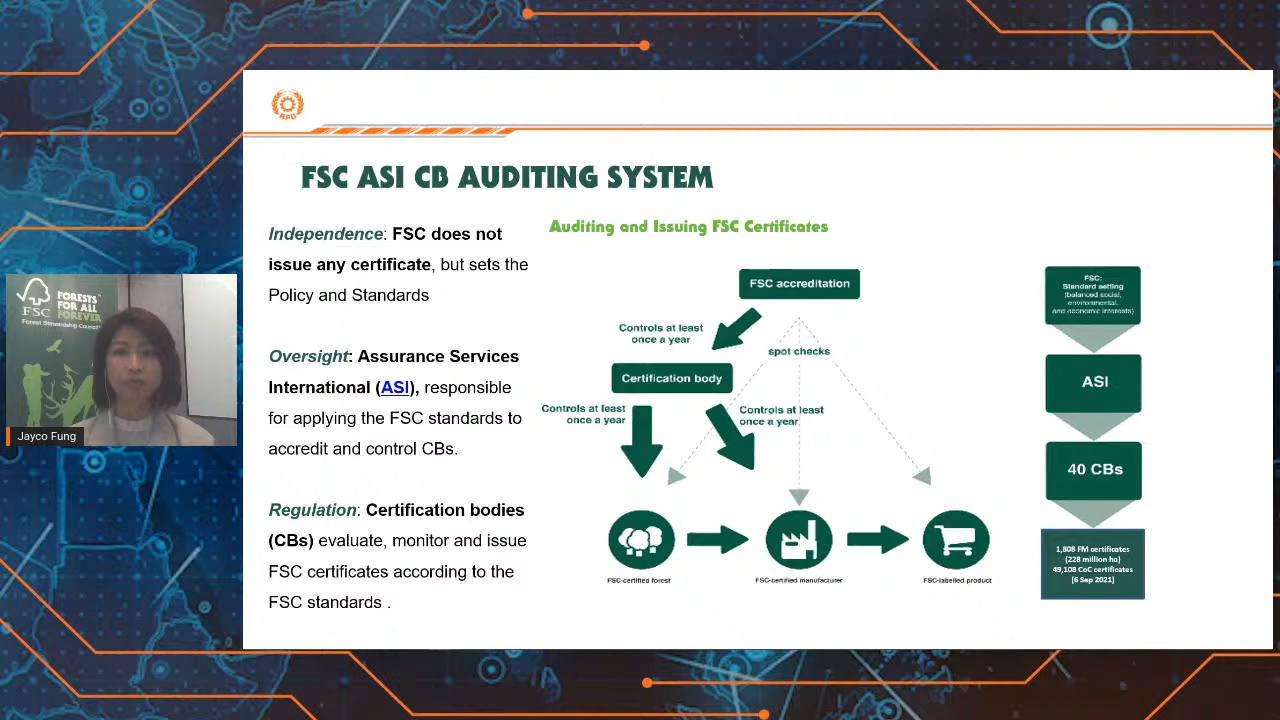 APO
FSC ASI CB AUDITING SYSTEM
Independence: FSC does not
issue any certificate, but sets the
Policy and Standards
Oversight: Assurance Services
International (ASI), responsible
for applying the FSC standards to
accredit and control CBs.
Regulation: Certification bodies
(CBs) evaluate, monitor and issue
FSC certificates according to the
FSC standards .
Auditing and Issuing FSC Certificates
FSC accreditation
Controls at least
once a year
spot checks
Certification body
Controls at least
once a year
Controls at least
once a year
FSC-certified forest
FSC-certified manufacturer
FSC-labelled product
FSC:
Standard setting
(balanced social,
environmental,
and economic interests)
ASI
40 CBs
1,808 FM certificates
(228 million ha)
49,108 CoC certificates
(6 Sep 2021)
FSC
FORESTS
FOR ALL
FOREVER
Forest Stewardship Council
Jayco Fung